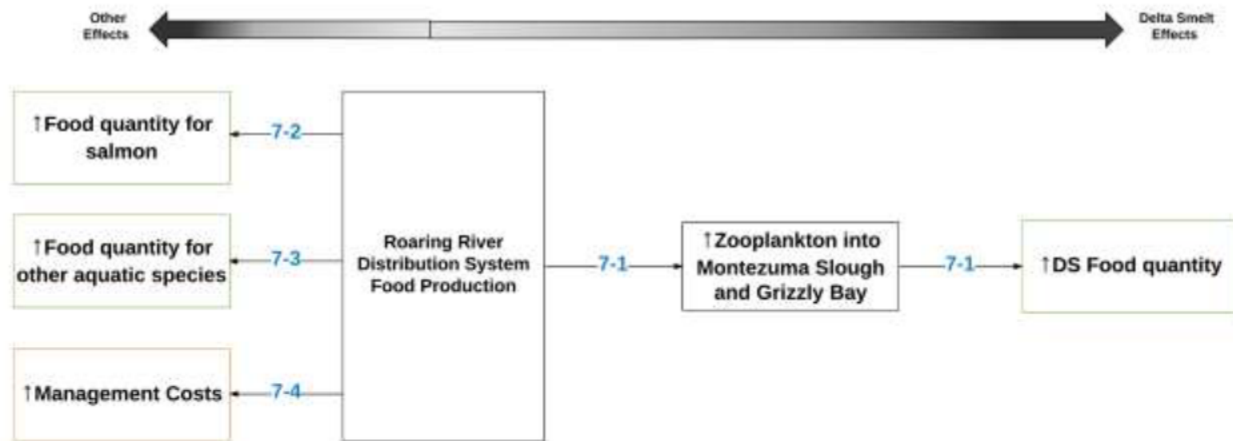 Other
Effects
Delta Smelt
Effects
↑Food quantity for
salmon
7-2
↑Food quantity for
other aquatic species
7-3
↑Management Costs
7-4
Roaring River
Distribution System
Food Production
7-1
↑Zooplankton into
Montezuma Slough
and Grizzly Bay
7-1
↑DS Food quantity